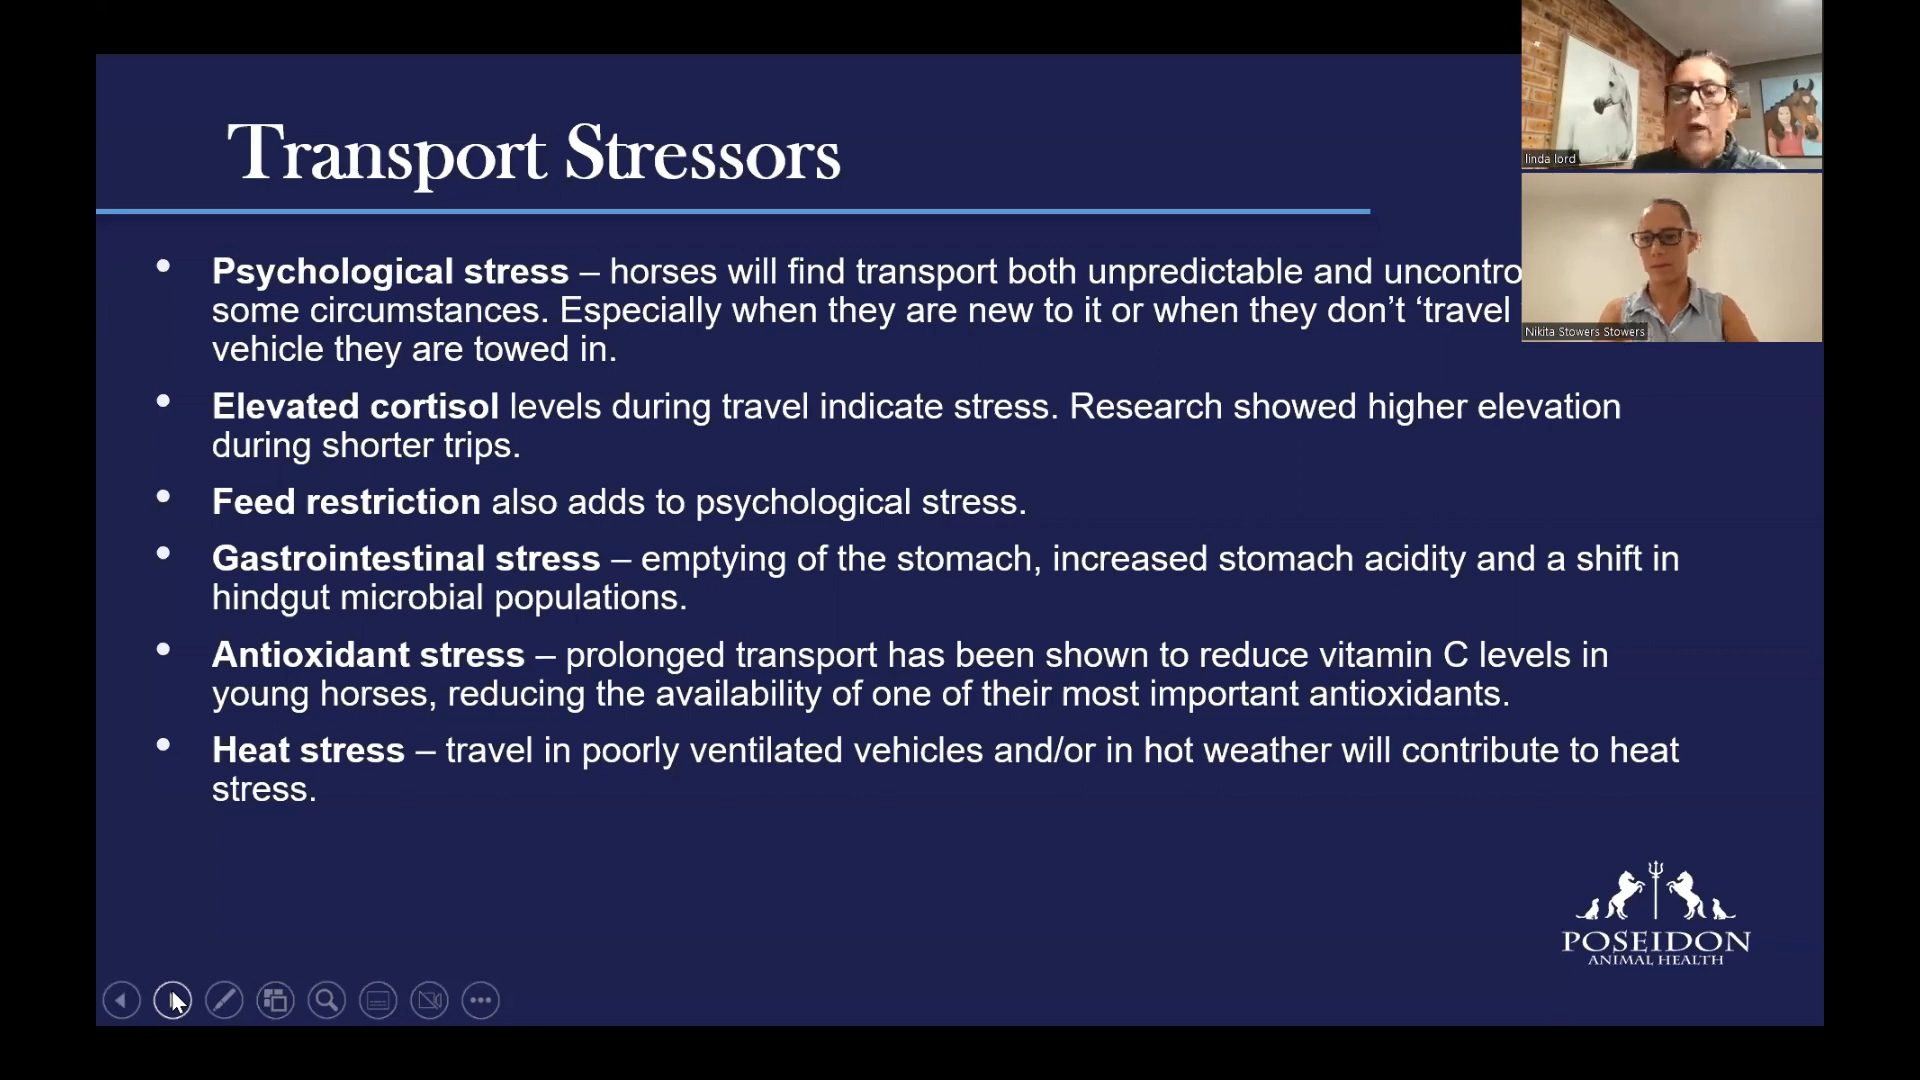 Transport Stressors
linda lord
Nikita Stowers Stowers
• Psychological stress – horses will find transport both unpredictable and uncontro
some circumstances. Especially when they are new to it or when they don’t ‘travel
vehicle they are towed in.
• Elevated cortisol levels during travel indicate stress. Research showed higher elevation
during shorter trips.
• Feed restriction also adds to psychological stress.
• Gastrointestinal stress – emptying of the stomach, increased stomach acidity and a shift in
hindgut microbial populations.
• Antioxidant stress – prolonged transport has been shown to reduce vitamin C levels in
young horses, reducing the availability of one of their most important antioxidants.
• Heat stress – travel in poorly ventilated vehicles and/or in hot weather will contribute to heat
stress.
POSEIDON
ANIMAL HEALTH